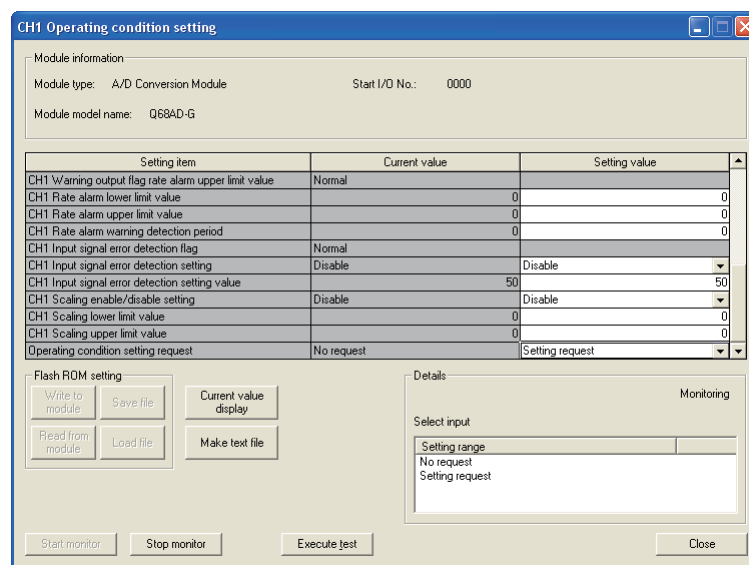 CH1 Operating condition setting
Module information
Module type: A/D Conversion Module Start I/O No.: 0000
Module model name: Q68AD-G
Setting item Current value Setting value
CH1 Warning output flag rate alarm upper limit value Normal
CH1 Rate alarm lower limit value 0 0
CH1 Rate alarm upper limit value 0 0
CH1 Rate alarm warning detection period 0 0
CH1 Input signal error detection flag Normal
CH1 Input signal error detection setting Disable Disable
CH1 Input signal error detection setting value 50 50
CH1 Scaling enable/disable setting Disable Disable
CH1 Scaling lower limit value 0 0
CH1 Scaling upper limit value 0 0
Operating condition setting request No request Setting request
Flash ROM setting
Write to module Save file Current value display
Read from module Load file Make text file
Details
Monitoring
Select input
Setting range
No request
Setting request
Start monitor Stop monitor Execute test Close